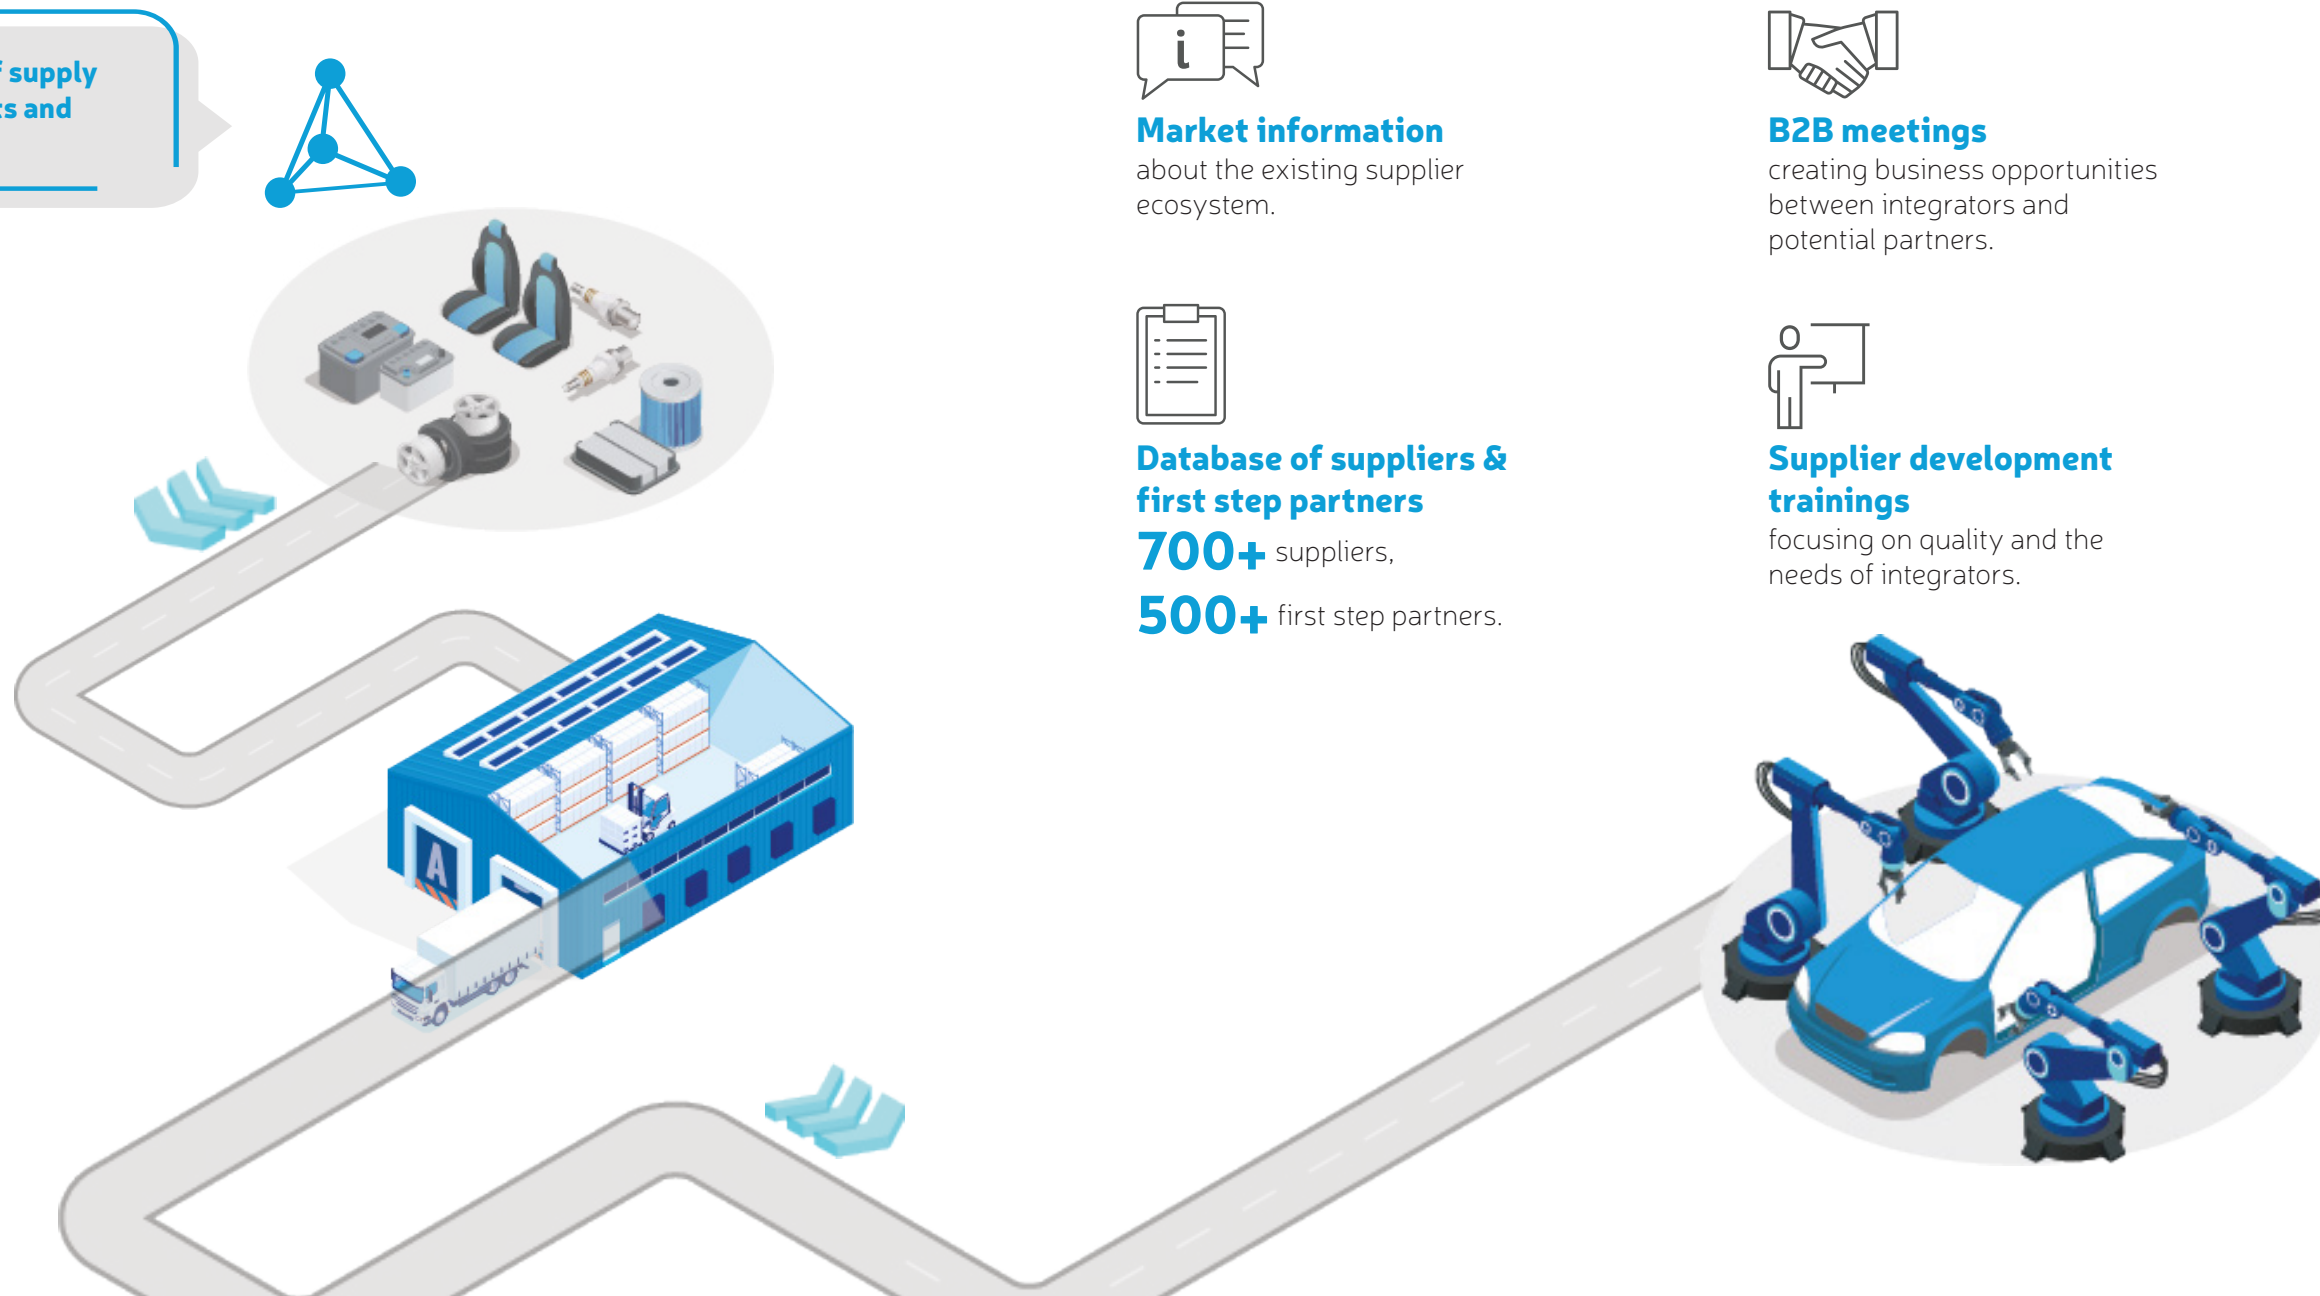 supply
and
Market information
about the existing supplier
ecosystem.
B2B meetings
creating business opportunities
between integrators and
potential partners.
Database of suppliers &
first step partners
700+ suppliers,
500+ first step partners.
Supplier development
trainings
focusing on quality and the
needs of integrators.
A